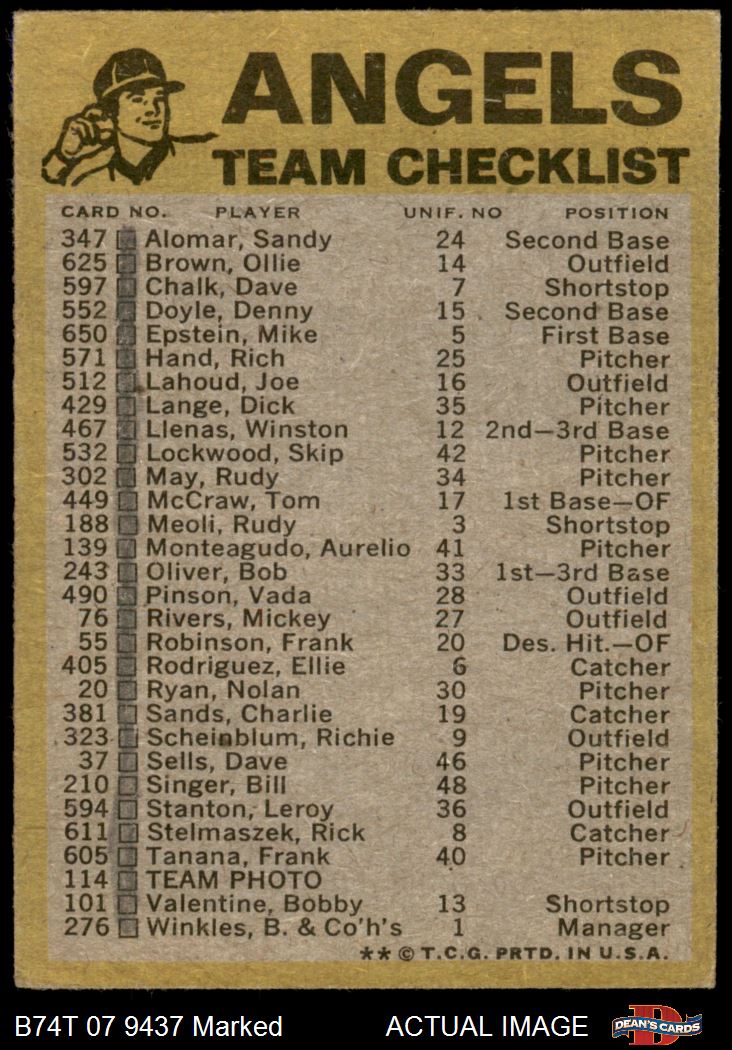 ANGELS
TEAM CHECKLIST
CARD NO. PLAYER UNIF. NO POSITION
347 Alomar, Sandy 24 Second Base
625 Brown, Ollie 14 Outfield
597 Chalk, Dave 7 Shortstop
552 Doyle, Denny 15 Second Base
650 Epstein, Mike 5 First Base
571 Hand, Rich 25 Pitcher
512 Lahoud, Joe 16 Outfield
429 Lange, Dick 35 Pitcher
467 Llenas, Winston 12 2nd—3rd Base
532 Lockwood, Skip 42 Pitcher
302 May, Rudy 34 Pitcher
449 McCraw, Tom 17 1st Base—OF
188 Meoli, Rudy 3 Shortstop
139 Monteagudo, Aurelio 41 Pitcher
243 Oliver, Bob 33 1st—3rd Base
490 Pinson, Vada 28 Outfield
76 Rivers, Mickey 27 Outfield
55 Robinson, Frank 20 Des. Hit.—OF
405 Rodriguez, Ellie 6 Catcher
20 Ryan, Nolan 30 Pitcher
381 Sands, Charlie 19 Catcher
323 Scheinblum, Richie 9 Outfield
37 Sells, Dave 46 Pitcher
210 Singer, Bill 48 Pitcher
594 Stanton, Leroy 36 Outfield
611 Stelmaszek, Rick 8 Catcher
605 Tanana, Frank 40 Pitcher
114 TEAM PHOTO
101 Valentine, Bobby 13 Shortstop
276 Winkles, B. & Co'h's 1 Manager
** © T.C.G. PRTD. IN U.S.A.
B74T 07 9437 Marked ACTUAL IMAGE D DEAN'S CARDS